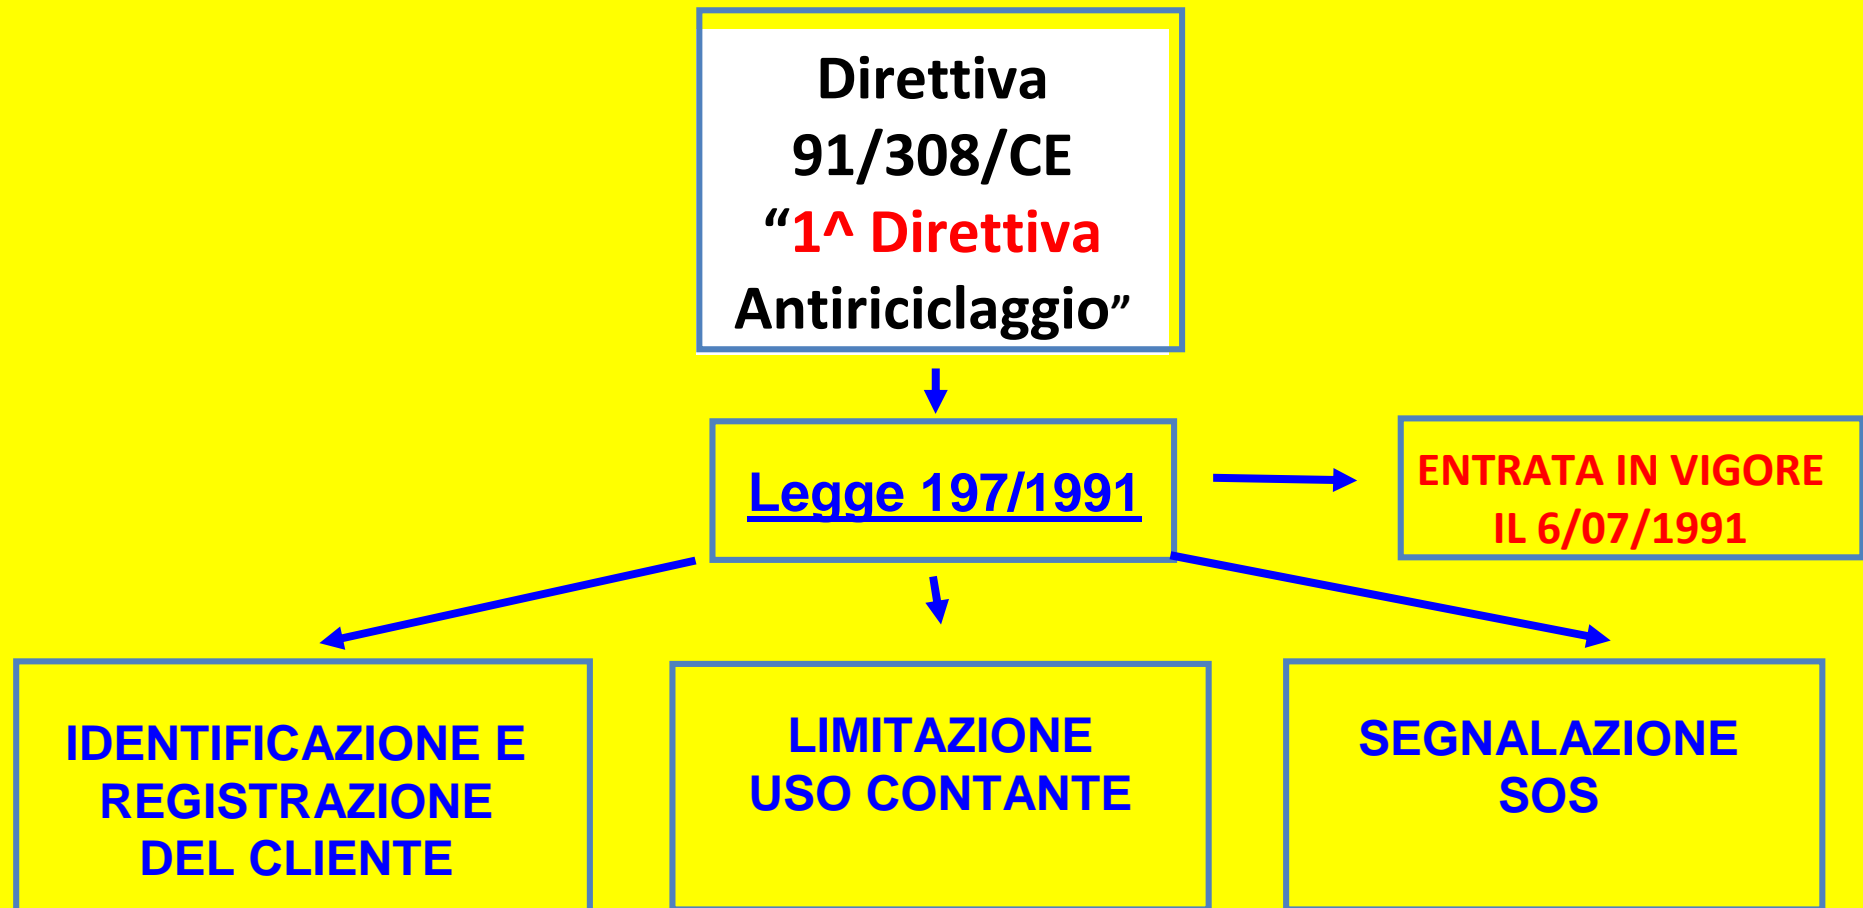 Direttiva
91/308/CE
“1^ Direttiva
Antiriciclaggio”
Legge 197/1991
ENTRATA IN VIGORE
IL 6/07/1991
IDENTIFICAZIONE E
REGISTRAZIONE
DEL CLIENTE
LIMITAZIONE
USO CONTANTE
SEGNALAZIONE
SOS